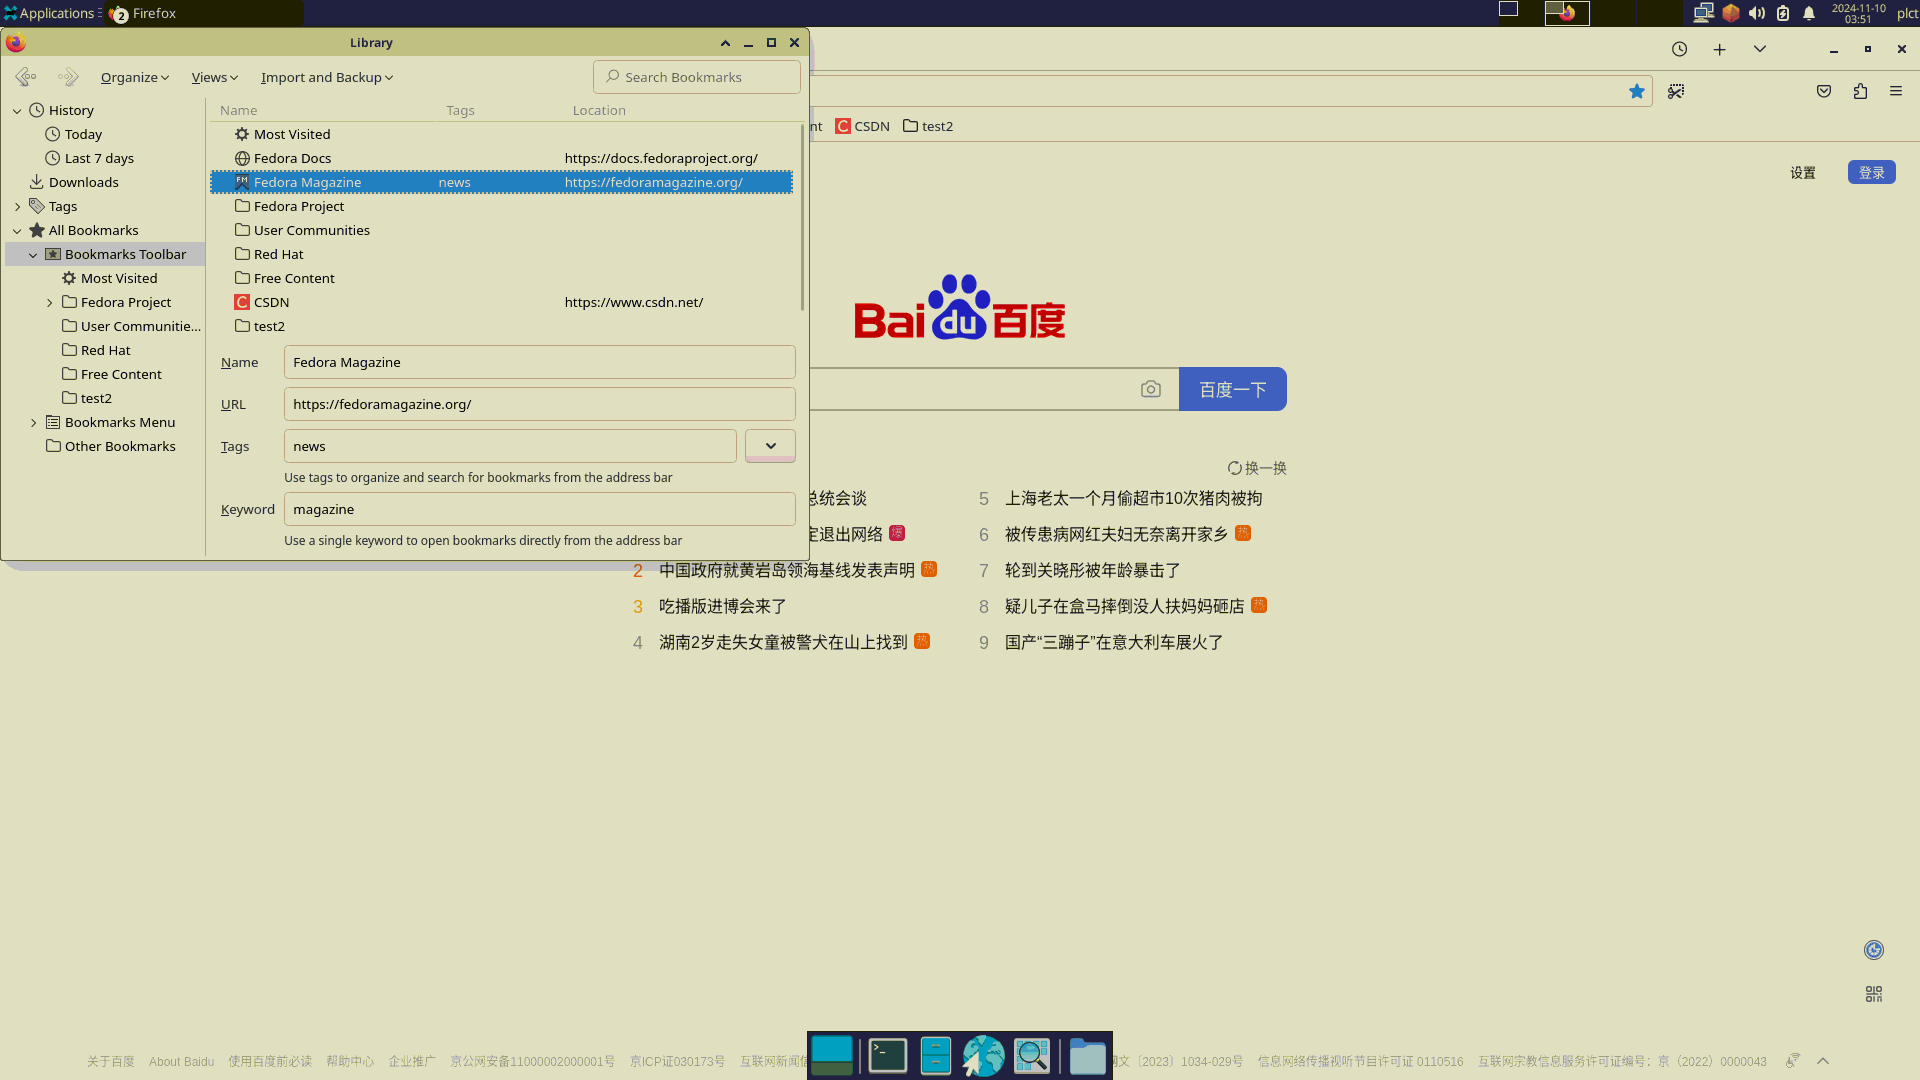 Applications
2 Firefox
2024-11-10
03:51
plct
Library
Organize
Views
Import and Backup
Search Bookmarks
History
Today
Last 7 days
Downloads
Tags
All Bookmarks
Bookmarks Toolbar
Most Visited
Fedora Project
User Communitie...
Red Hat
Free Content
test2
Bookmarks Menu
Other Bookmarks
Name Tags Location
Most Visited
Fedora Docs https://docs.fedoraproject.org/
Fedora Magazine news https://fedoramagazine.org/
Fedora Project
User Communities
Red Hat
Free Content
CSDN https://www.csdn.net/
test2
Name Fedora Magazine
URL https://fedoramagazine.org/
Tags news
Use tags to organize and search for bookmarks from the address bar
Keyword magazine
Use a single keyword to open bookmarks directly from the address bar
nt CSDN test2
设置 登录
Bai du 百度
百度一下
换一换
总统会谈
定退出网络 爆
2 中国政府就黄岩岛领海基线发表声明 热
3 吃播版进博会来了
4 湖南2岁走失女童被警犬在山上找到 热
5 上海老太一个月偷超市10次猪肉被拘
6 被传患病网红夫妇无奈离开家乡 热
7 轮到关晓彤被年龄暴击了
8 疑儿子在盒马摔倒没人扶妈妈砸店 热
9 国产“三蹦子”在意大利车展火了
关于百度 About Baidu 使用百度前必读 帮助中心 企业推广 京公网安备11000002000001号 京ICP证030173号 互联网新闻信 网文〔2023〕1034-029号 信息网络传播视听节目许可证 0110516 互联网宗教信息服务许可证编号：京（2022）0000043